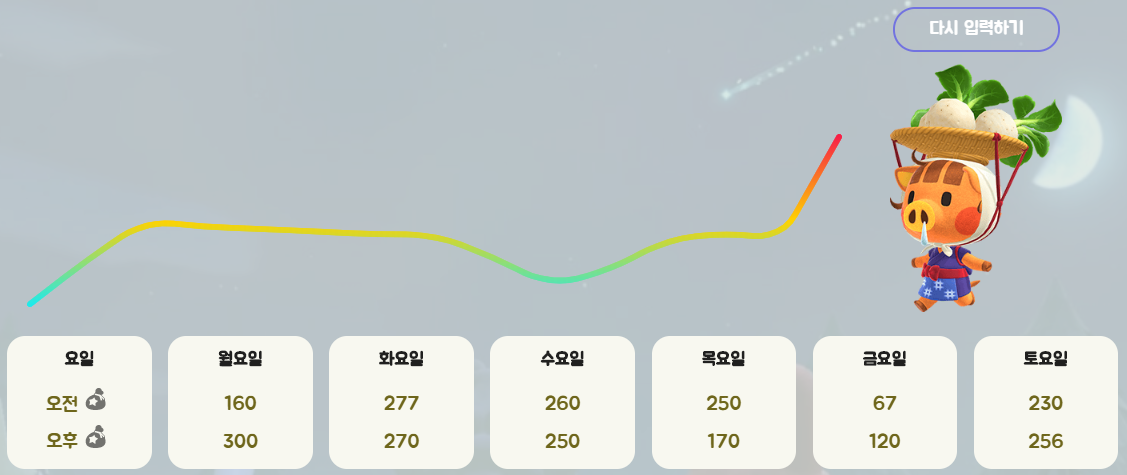 다시 입력하기
요일 월요일 화요일 수요일 목요일 금요일 토요일
오전 160 277 260 250 67 230
오후 300 270 250 170 120 256